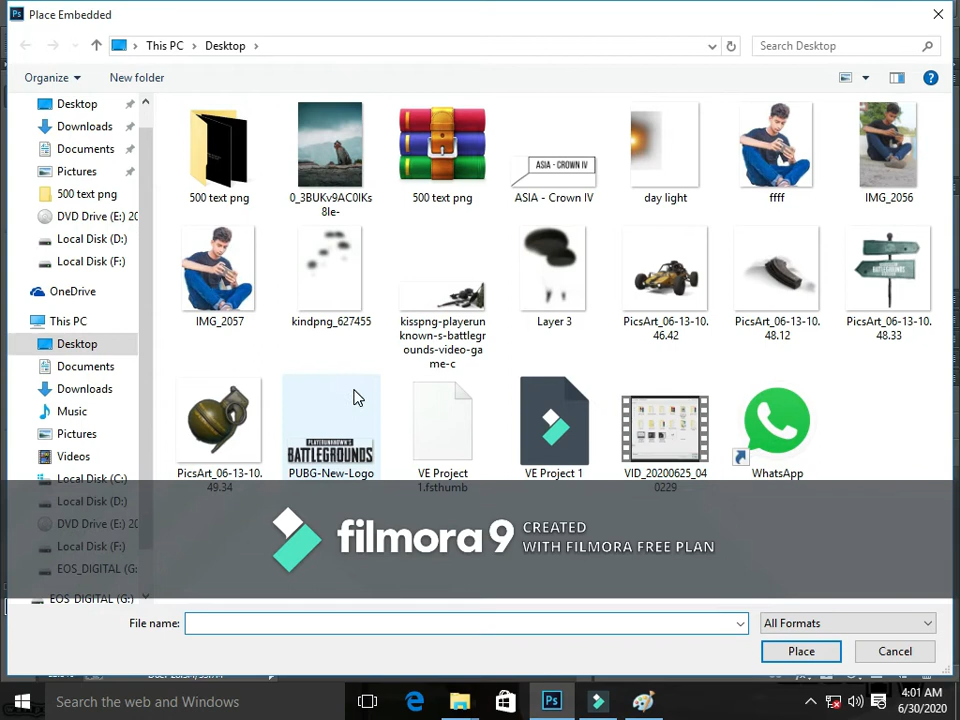 Place Embedded
This PC
Desktop
Search Desktop
Organize
New folder
Desktop
Downloads
Documents
Pictures
500 text png
DVD Drive (E:) 20
Local Disk (D:)
Local Disk (F:)
OneDrive
This PC
Desktop
Documents
Downloads
Music
Pictures
Videos
Local Disk (C:)
Local Disk (D:)
DVD Drive (E:) 20
Local Disk (F:)
EOS_DIGITAL (G:
EOS_DIGITAL (G:)
500 text png
0_3BUKv9AC0IKs
8Ie-
500 text png
ASIA - CROWN IV
ASIA - Crown IV
day light
ffff
IMG_2056
IMG_2057
kindpng_627455
kisspng-playerun
known-s-battlegr
ounds-video-ga
me-c
Layer 3
PicsArt_06-13-10.
46.42
PicsArt_06-13-10.
48.12
PicsArt_06-13-10.
48.33
PicsArt_06-13-10.
49.34
PLAYERUNKNOWN'S
BATTLEGROUNDS
PUBG-New-Logo
VE Project
1.fsthumb
VE Project 1
VID_20200625_04
0229
WhatsApp
filmora 9 CREATED
WITH FILMORA FREE PLAN
File name:
All Formats
Place
Cancel
Search the web and Windows
Ps
4:01 AM
6/30/2020